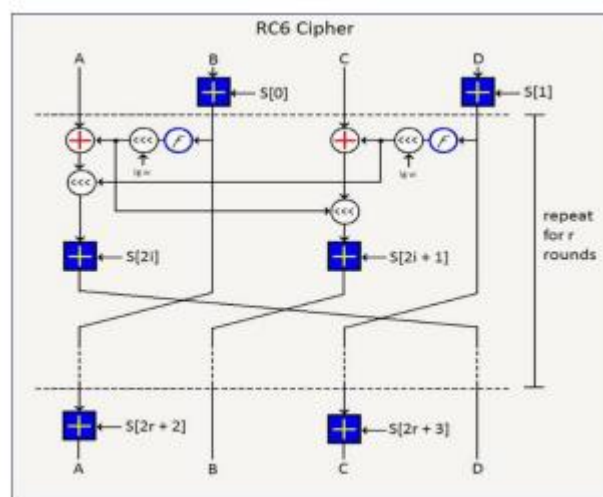 RC6 Cipher
A B C D
S[0] S[1]
<<< f <<< f
lg w lg w
<<<
<<<
repeat
for r
rounds
S[2i] S[2i + 1]
S[2r + 2] S[2r + 3]
A B C D